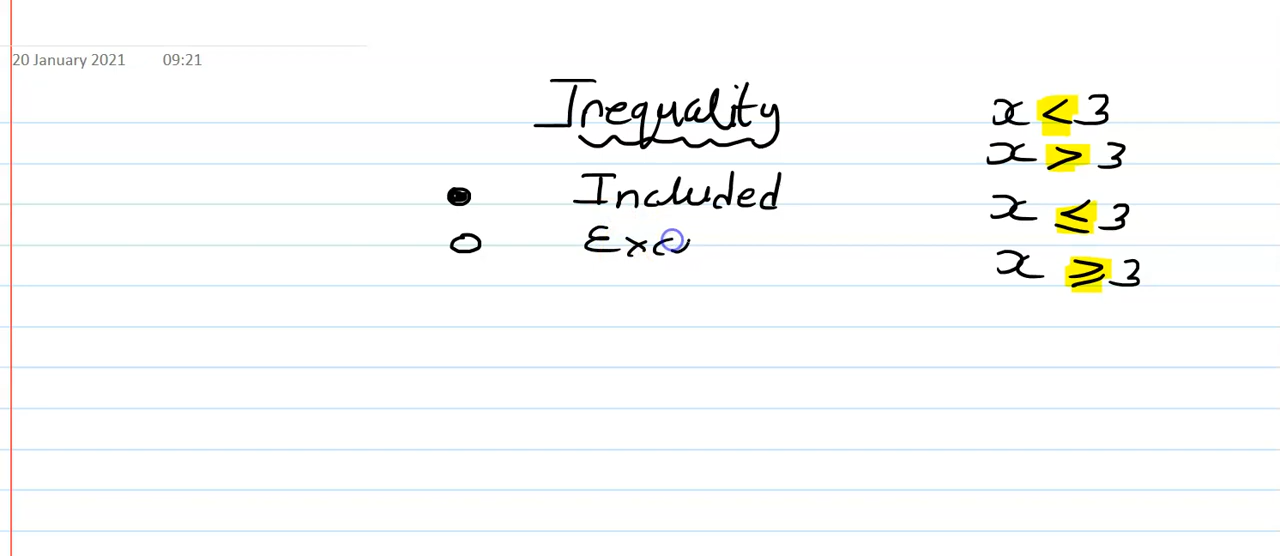 20 January 2021 09:21
Inequality
x < 3
x > 3
Included
x ≤ 3
x ≥ 3